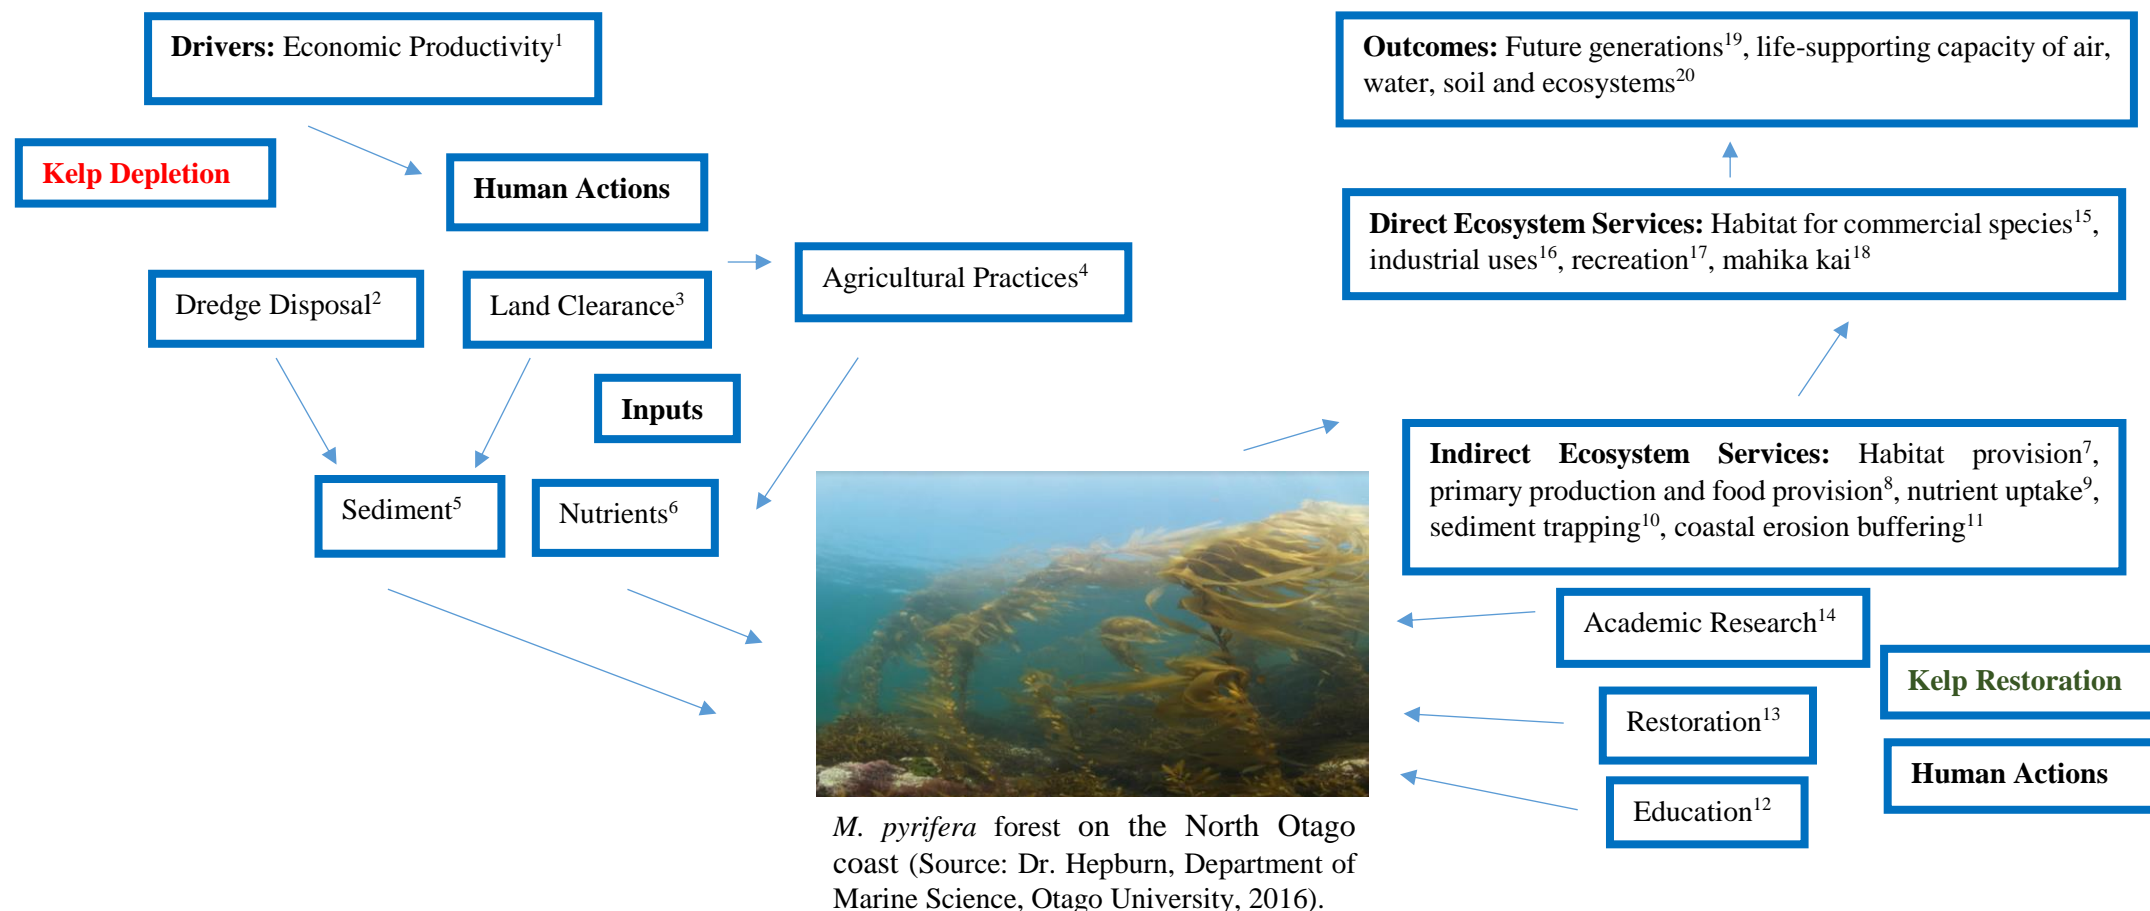 Drivers: Economic Productivity1
Kelp Depletion
Human Actions
Dredge Disposal2
Land Clearance3
Agricultural Practices4
Inputs
Sediment5
Nutrients6
M. pyrifera forest on the North Otago
coast (Source: Dr. Hepburn, Department of
Marine Science, Otago University, 2016).
Outcomes: Future generations19, life-supporting capacity of air,
water, soil and ecosystems20
Direct Ecosystem Services: Habitat for commercial species15,
industrial uses16, recreation17, mahika kai18
Indirect Ecosystem Services: Habitat provision7,
primary production and food provision8, nutrient uptake9,
sediment trapping10, coastal erosion buffering11
Academic Research14
Kelp Restoration
Restoration13
Human Actions
Education12